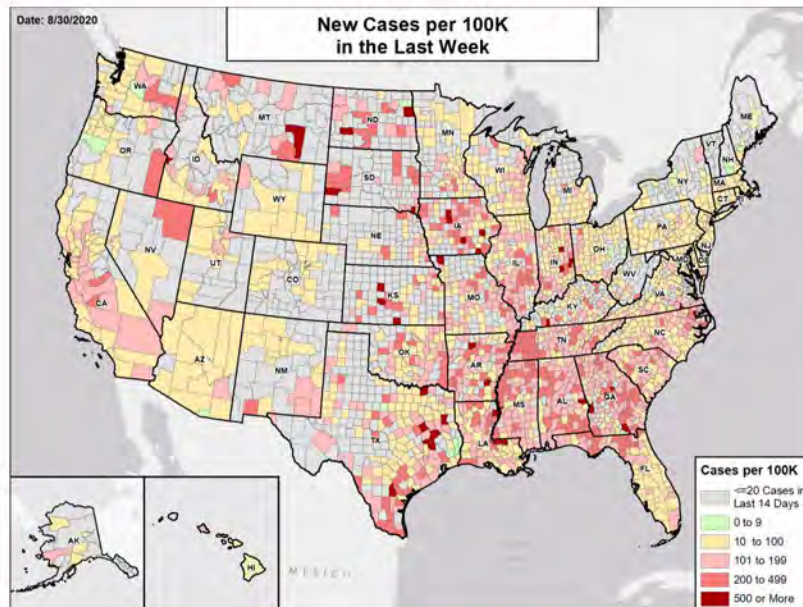 Date: 8/30/2020
New Cases per 100K
in the Last Week
WA
MT
ND
MN
ME
OR
ID
SD
WI
VT
NH
NY
MA
CT
RI
WY
MI
IA
NE
PA
NJ
NV
UT
CO
IL
IN
OH
MD
DE
WV
CA
KS
MO
KY
VA
AZ
NM
OK
TN
NC
AR
SC
TX
MS
AL
GA
LA
FL
AK
HI
MEXICO
Cases per 100K
<=20 Cases in
Last 14 Days
0 to 9
10 to 100
101 to 199
200 to 499
500 or More